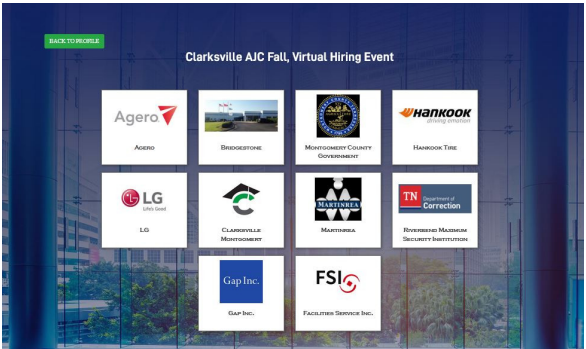 BACK TO PROFILE
Clarksville AJC Fall, Virtual Hiring Event
Agero
AGERO
BRIDGESTONE
MONTGOMERY COUNTY
GOVERNMENT
HANKOOK
driving emotion
HANKOOK TIRE
LG
Life's Good
LG
CLARKSVILLE
MONTGOMERY
MARTINREA
MARTINREA
TN
Department of
Correction
RIVERBEND MAXIMUM
SECURITY INSTITUTION
Gap Inc.
GAP INC.
FSI
FACILITIES SERVICE INC.